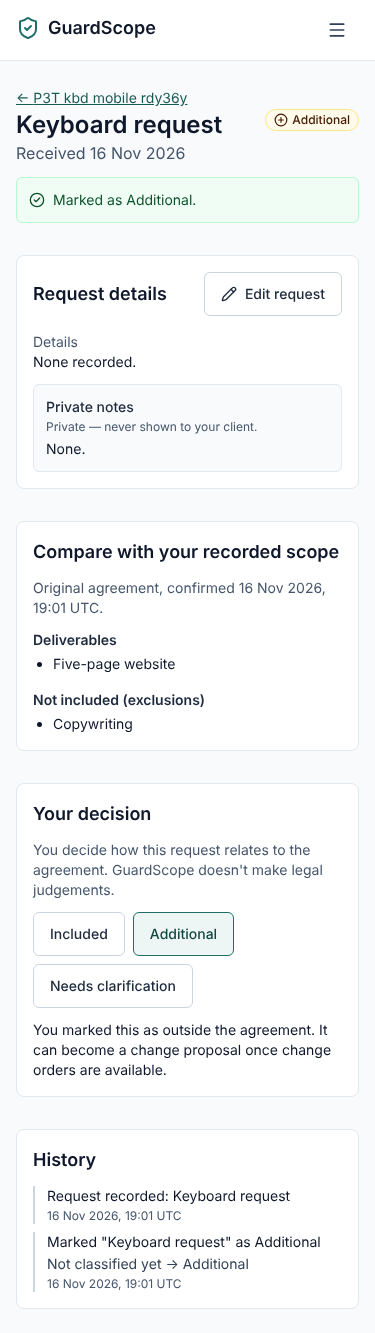 GuardScope
← P3T kbd mobile rdy36y
Keyboard request
Additional
Received 16 Nov 2026
Marked as Additional.
Request details
Edit request
Details
None recorded.
Private notes
Private — never shown to your client.
None.
Compare with your recorded scope
Original agreement, confirmed 16 Nov 2026,
19:01 UTC.
Deliverables
• Five-page website
Not included (exclusions)
• Copywriting
Your decision
You decide how this request relates to the
agreement. GuardScope doesn't make legal
judgements.
Included
Additional
Needs clarification
You marked this as outside the agreement. It
can become a change proposal once change
orders are available.
History
Request recorded: Keyboard request
16 Nov 2026, 19:01 UTC
Marked "Keyboard request" as Additional
Not classified yet → Additional
16 Nov 2026, 19:01 UTC